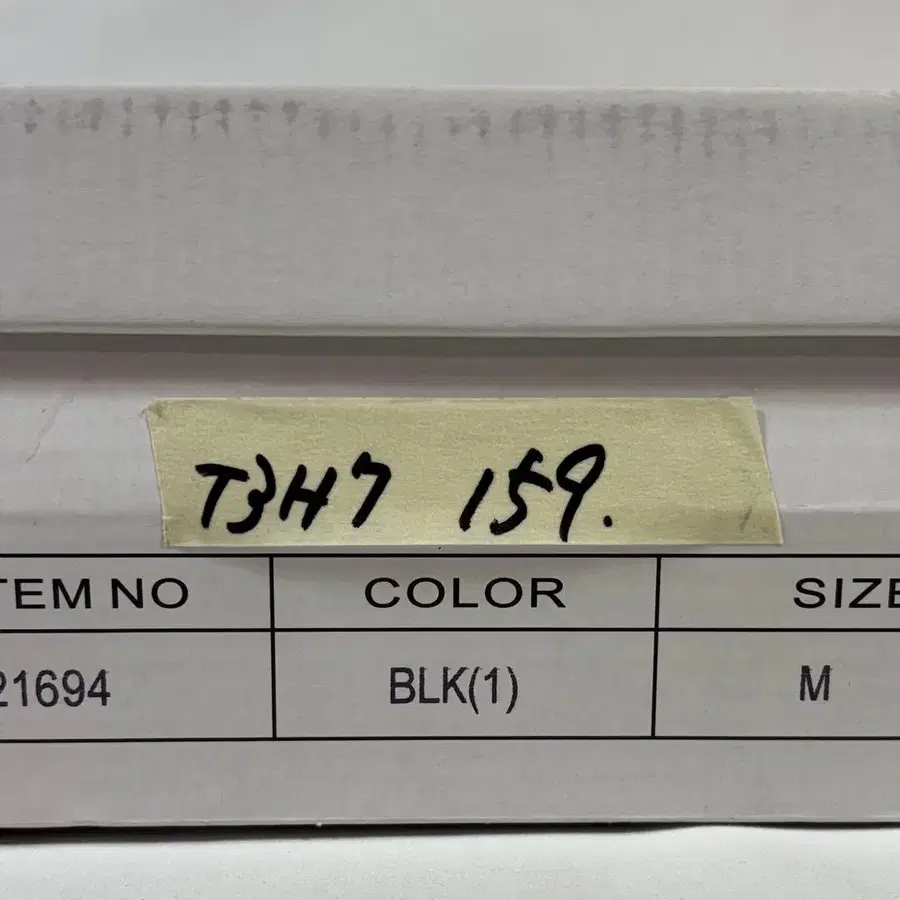 T3H7 159.
TEM NO COLOR SIZE
21694 BLK(1) M